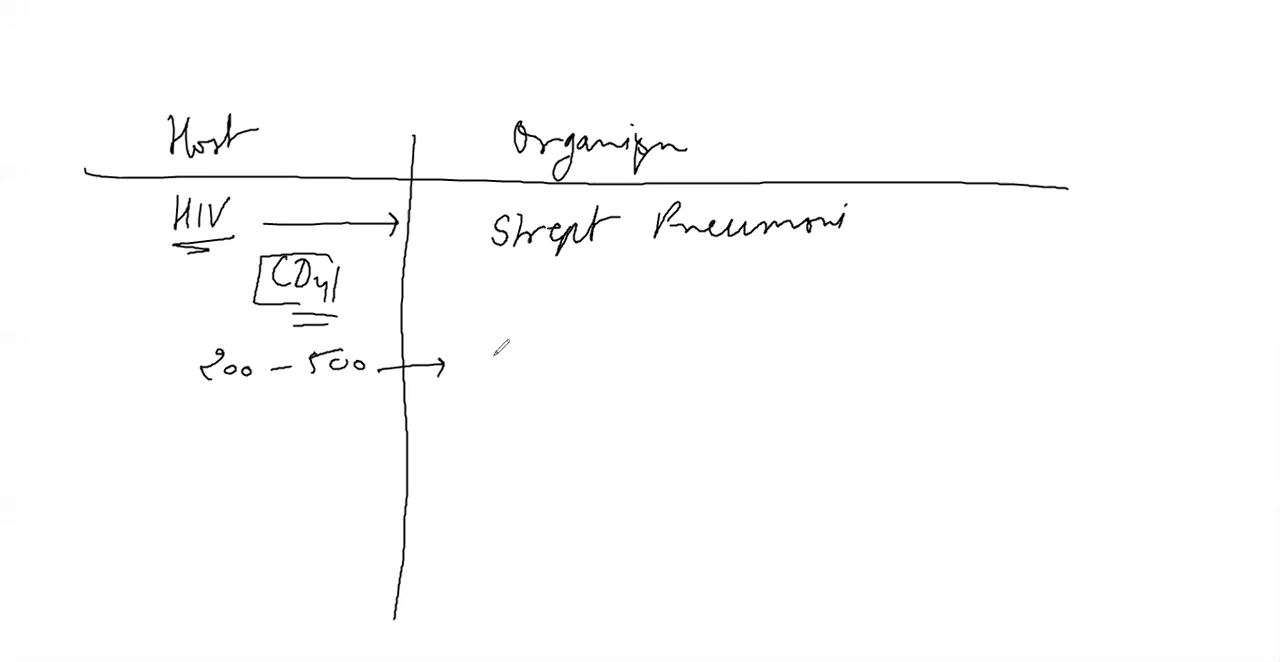 Host Organism
HIV → Strept Pneumoni
CD4
200 - 500 →